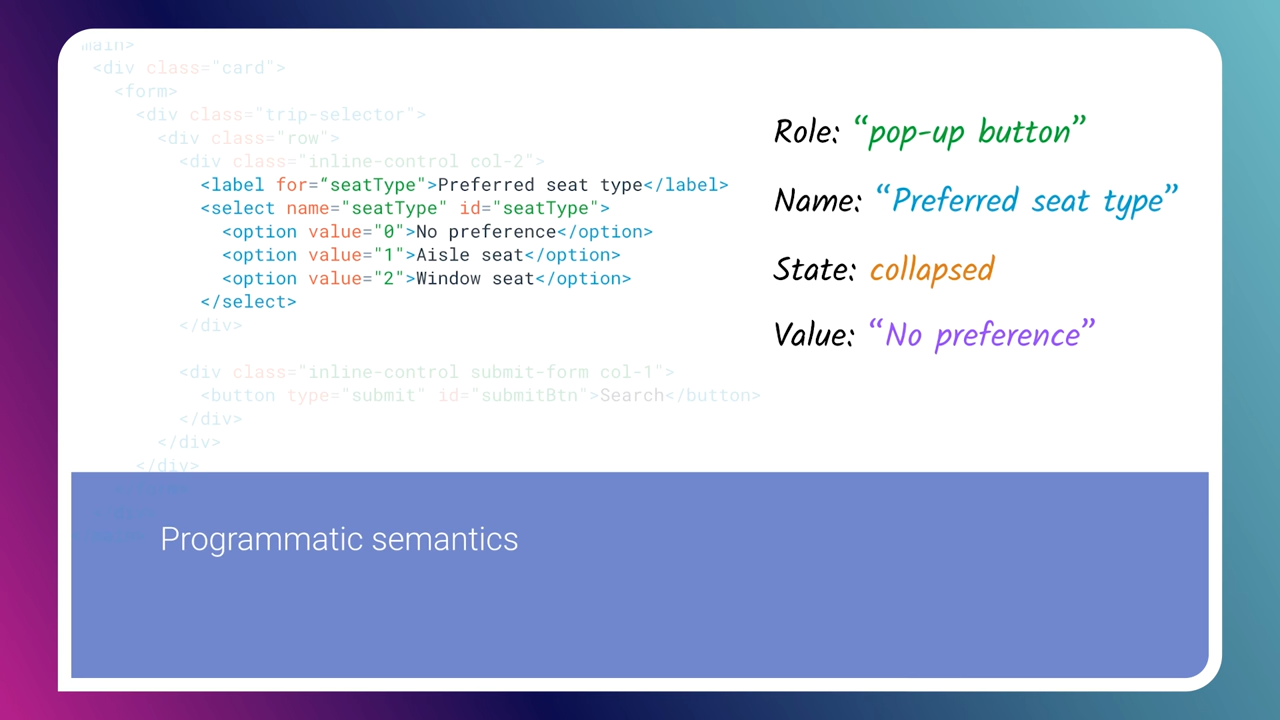 main>
<div class="card">
<form>
<div class="trip-selector">
<div class="row">
<div class="inline-control col-2">
<label for=“seatType">Preferred seat type</label>
<select name="seatType" id="seatType">
<option value="0">No preference</option>
<option value="1">Aisle seat</option>
<option value="2">Window seat</option>
</select>
</div>
<div class="inline-control submit-form col-1">
<button type="submit" id="submitBtn">Search</button>
</div>
</div>
</div>
Role: “pop-up button”
Name: “Preferred seat type”
State: collapsed
Value: “No preference”
Programmatic semantics